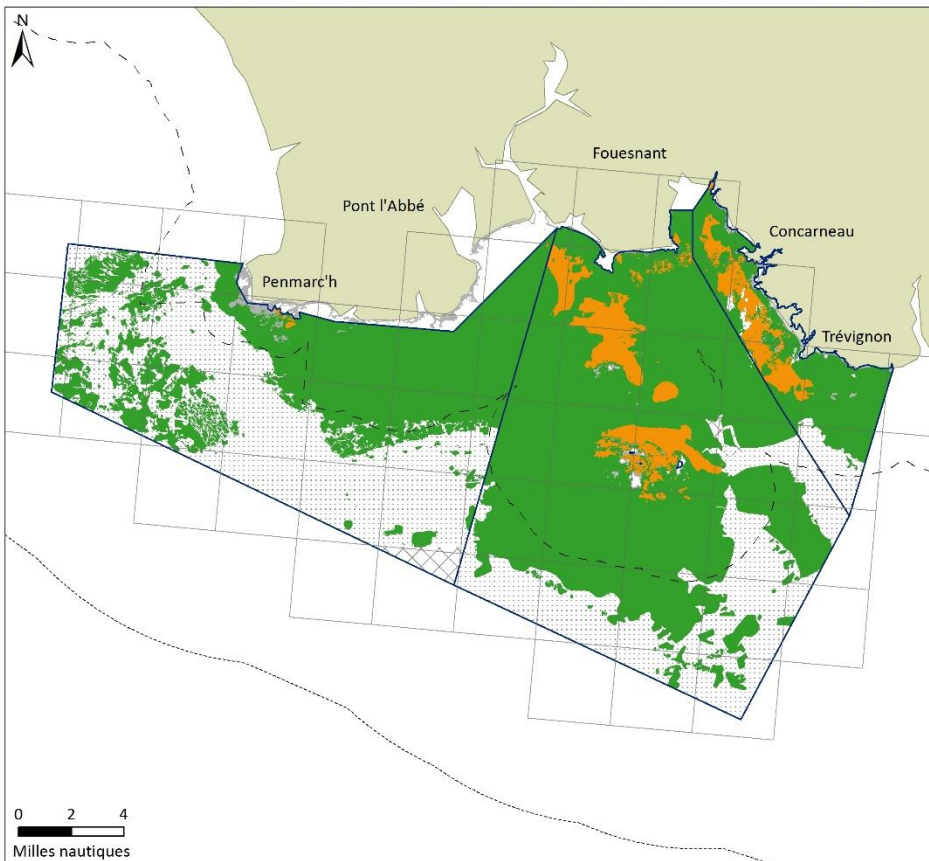 N
Fouesnant
Pont l'Abbé
Concarneau
Penmarc'h
Trévignon
0 2 4
Milles nautiques